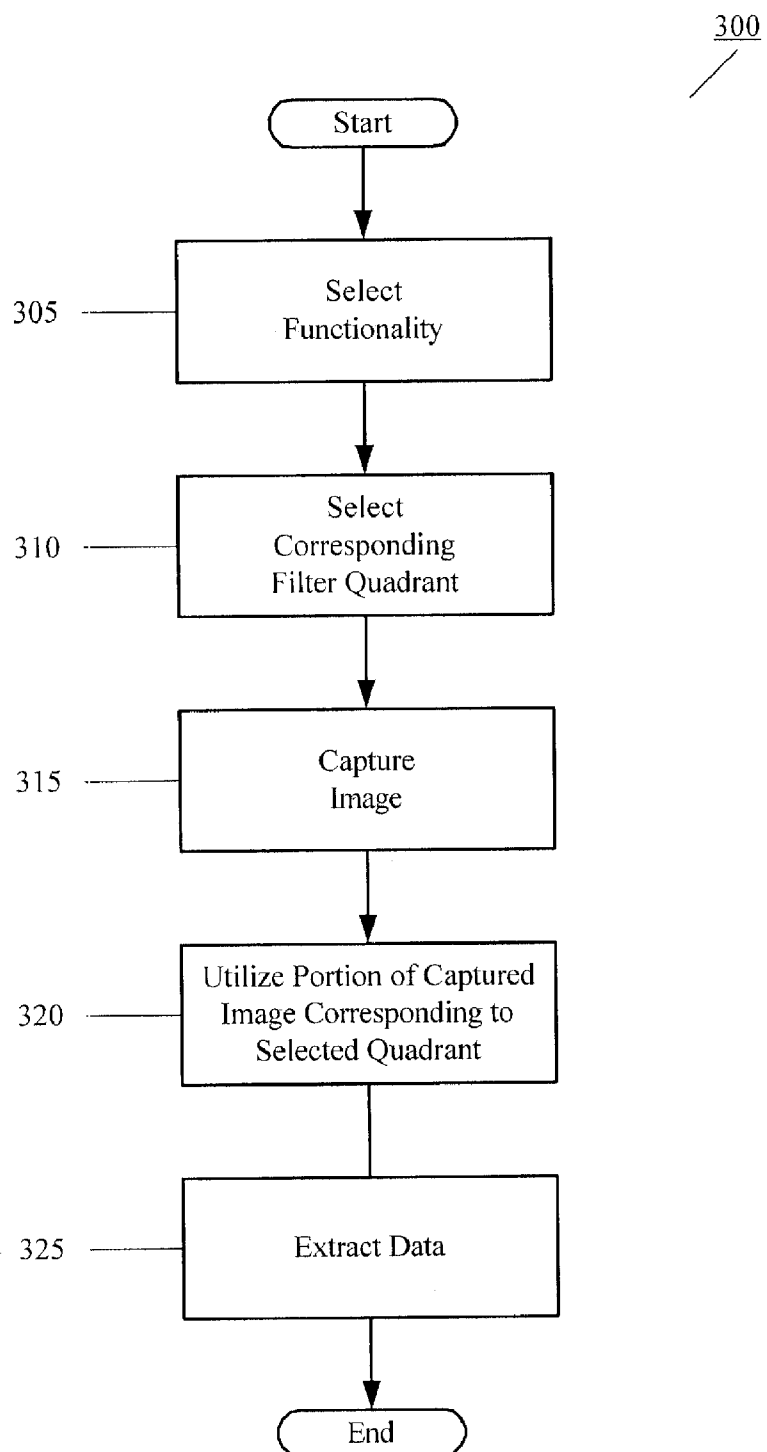 300
Start
305
Select
Functionality
310
Select
Corresponding
Filter Quadrant
315
Capture
Image
320
Utilize Portion of Captured
Image Corresponding to
Selected Quadrant
325
Extract Data
End